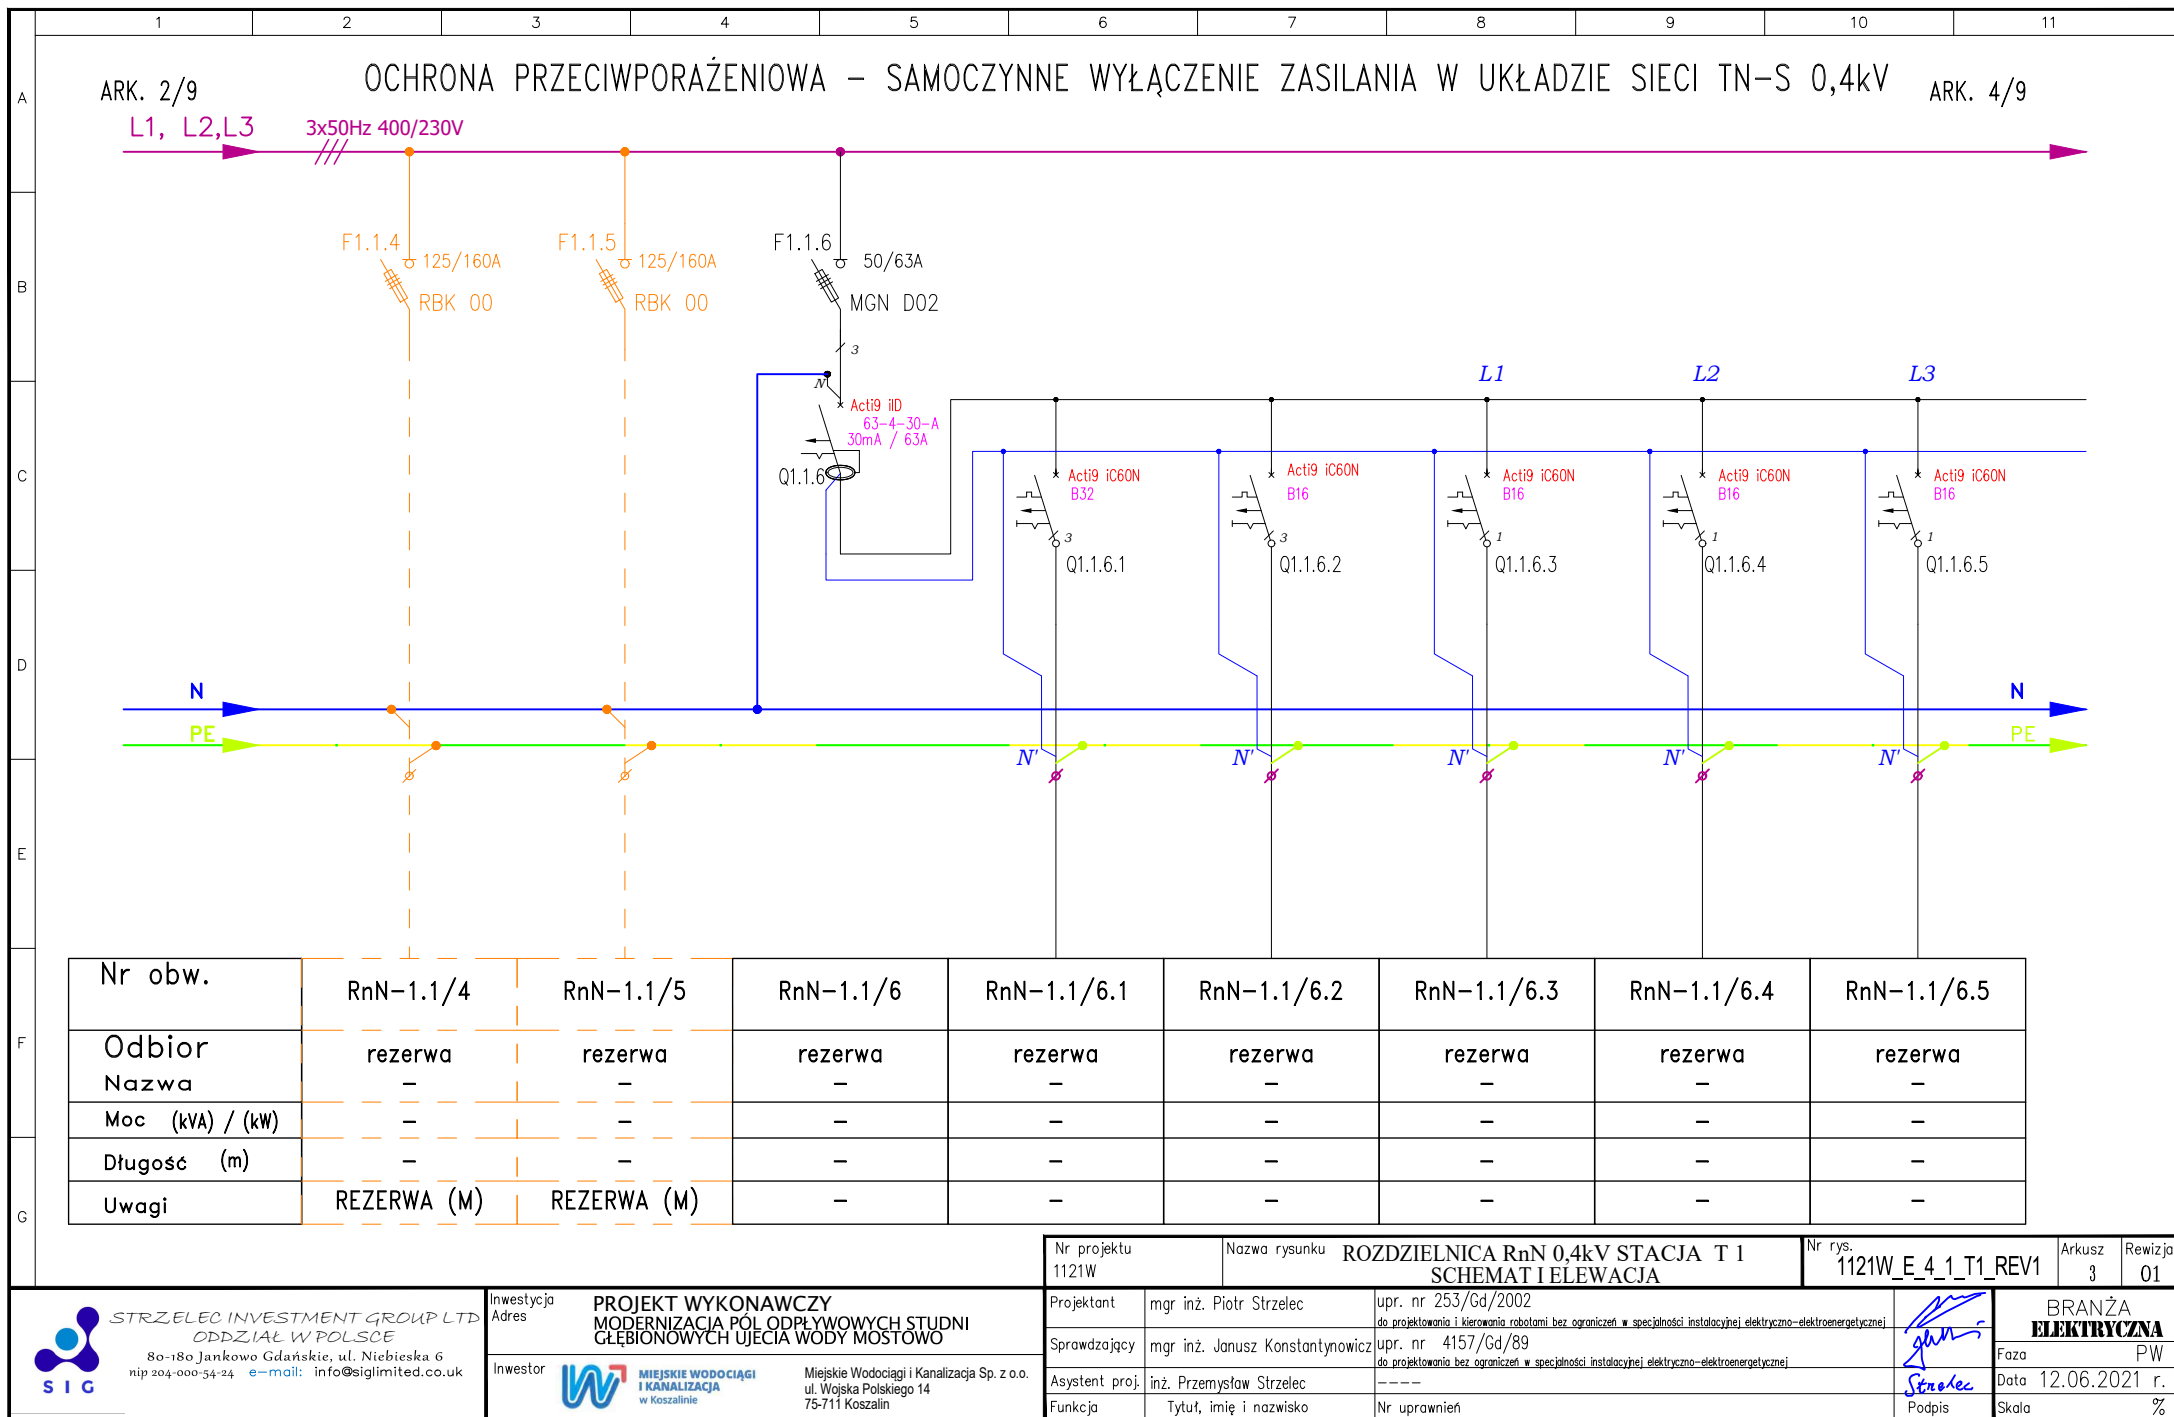 1 2 3 4 5 6 7 8 9 10 11
OCHRONA PRZECIWPORAŻENIOWA – SAMOCZYNNE WYŁĄCZENIE ZASILANIA W UKŁADZIE SIECI TN–S 0,4kV
A
ARK. 2/9
ARK. 4/9
L1, L2,L3
3x50Hz 400/230V
F1.1.4
125/160A
RBK 00
F1.1.5
125/160A
RBK 00
F1.1.6
50/63A
MGN D02
B
3
N
Acti9 iID
63-4-30-A
30mA / 63A
Q1.1.6
L1
L2
L3
C
Acti9 iC60N
B32
3
Q1.1.6.1
Acti9 iC60N
B16
3
Q1.1.6.2
Acti9 iC60N
B16
1
Q1.1.6.3
Acti9 iC60N
B16
1
Q1.1.6.4
Acti9 iC60N
B16
1
Q1.1.6.5
D
N
N
PE
PE
N' N' N' N' N'
E
F
G
Nr obw. RnN-1.1/4 RnN-1.1/5 RnN-1.1/6 RnN-1.1/6.1 RnN-1.1/6.2 RnN-1.1/6.3 RnN-1.1/6.4 RnN-1.1/6.5
Odbior rezerwa rezerwa rezerwa rezerwa rezerwa rezerwa rezerwa rezerwa
Nazwa – – – – – – – –
Moc (kVA) / (kW) – – – – – – – –
Długość (m) – – – – – – – –
Uwagi REZERWA (M) REZERWA (M) – – – – – –
Nr projektu
1121W
Nazwa rysunku
ROZDZIELNICA RnN 0,4kV STACJA T 1
SCHEMAT I ELEWACJA
Nr rys.
1121W_E_4_1_T1_REV1
Arkusz
3
Rewizja
01
SIG
STRZELEC INVESTMENT GROUP LTD
ODDZIAŁ W POLSCE
80-180 Jankowo Gdańskie, ul. Niebieska 6
nip 204-000-54-24 e-mail: info@siglimited.co.uk
Inwestycja
Adres
PROJEKT WYKONAWCZY
MODERNIZACJA PÓL ODPŁYWOWYCH STUDNI
GŁĘBIONOWYCH UJĘCIA WODY MOSTOWO
Inwestor
MIEJSKIE WODOCIĄGI
I KANALIZACJA
w Koszalinie
Miejskie Wodociągi i Kanalizacja Sp. z o.o.
ul. Wojska Polskiego 14
75-711 Koszalin
Projektant mgr inż. Piotr Strzelec upr. nr 253/Gd/2002
do projektowania i kierowania robotami bez ograniczeń w specjalności instalacyjnej elektryczno-elektroenergetycznej
Sprawdzający mgr inż. Janusz Konstantynowicz upr. nr 4157/Gd/89
do projektowania bez ograniczeń w specjalności instalacyjnej elektryczno-elektroenergetycznej
Asystent proj. inż. Przemysław Strzelec ----
Strzelec
Funkcja Tytuł, imię i nazwisko Nr uprawnień Podpis
BRANŻA
ELEKTRYCZNA
Faza PW
Data 12.06.2021 r.
Skala %